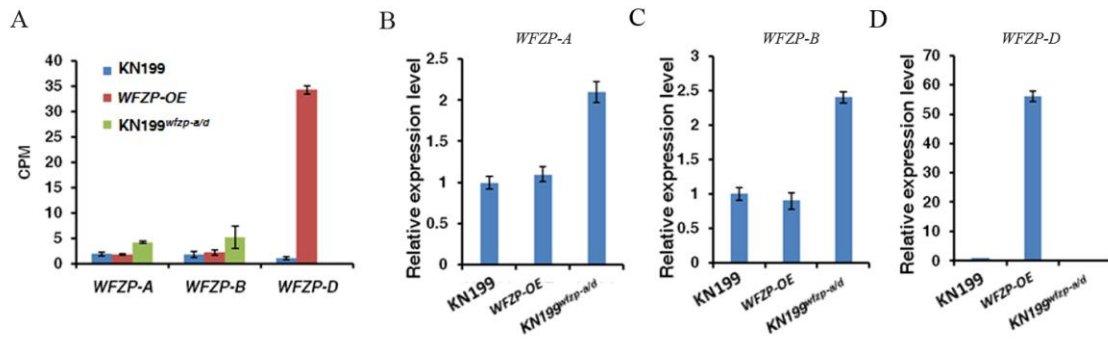 A
KN199
WFZP-OE
KN199wfzp-a/d
CPM
40
35
30
25
20
15
10
5
0
WFZP-A WFZP-B WFZP-D
B
WFZP-A
Relative expression level
2.5
2
1.5
1
0.5
0
KN199 WFZP-OE KN199wfzp-a/d
C
WFZP-B
Relative expression level
3
2.5
2
1.5
1
0.5
0
KN199 WFZP-OE KN199wfzp-a/d
D
WFZP-D
Relative expression level
70
60
50
40
30
20
10
0
KN199 WFZP-OE KN199wfzp-a/d